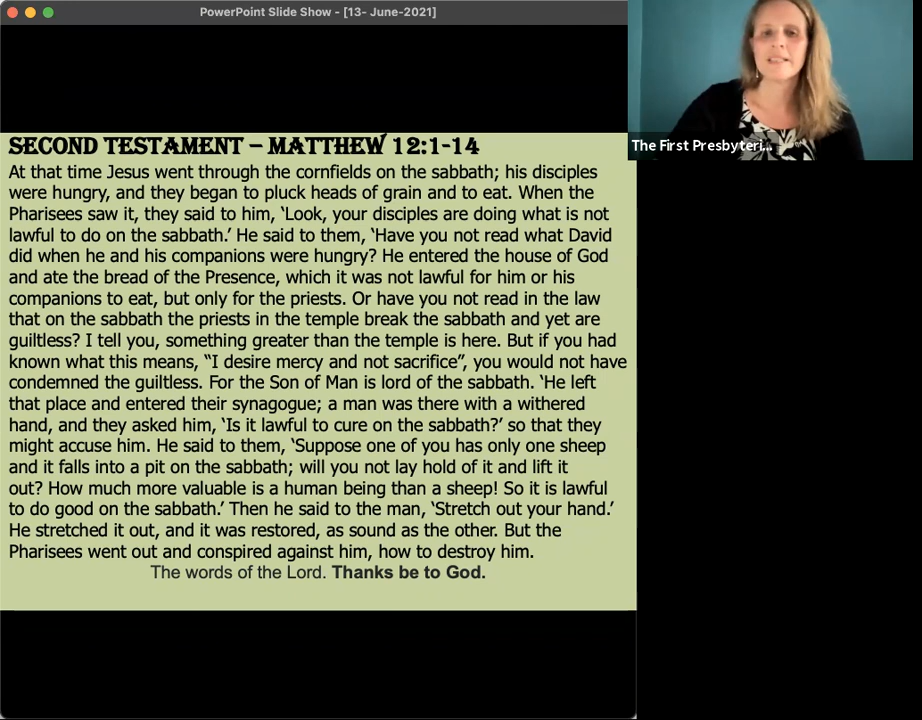 PowerPoint Slide Show - [13- June-2021]
The First Presbyteri...
SECOND TESTAMENT – MATTHEW 12:1-14
At that time Jesus went through the cornfields on the sabbath; his disciples
were hungry, and they began to pluck heads of grain and to eat. When the
Pharisees saw it, they said to him, ‘Look, your disciples are doing what is not
lawful to do on the sabbath.’ He said to them, ‘Have you not read what David
did when he and his companions were hungry? He entered the house of God
and ate the bread of the Presence, which it was not lawful for him or his
companions to eat, but only for the priests. Or have you not read in the law
that on the sabbath the priests in the temple break the sabbath and yet are
guiltless? I tell you, something greater than the temple is here. But if you had
known what this means, “I desire mercy and not sacrifice”, you would not have
condemned the guiltless. For the Son of Man is lord of the sabbath. ‘He left
that place and entered their synagogue; a man was there with a withered
hand, and they asked him, ‘Is it lawful to cure on the sabbath?’ so that they
might accuse him. He said to them, ‘Suppose one of you has only one sheep
and it falls into a pit on the sabbath; will you not lay hold of it and lift it
out? How much more valuable is a human being than a sheep! So it is lawful
to do good on the sabbath.’ Then he said to the man, ‘Stretch out your hand.’
He stretched it out, and it was restored, as sound as the other. But the
Pharisees went out and conspired against him, how to destroy him.
The words of the Lord. Thanks be to God.